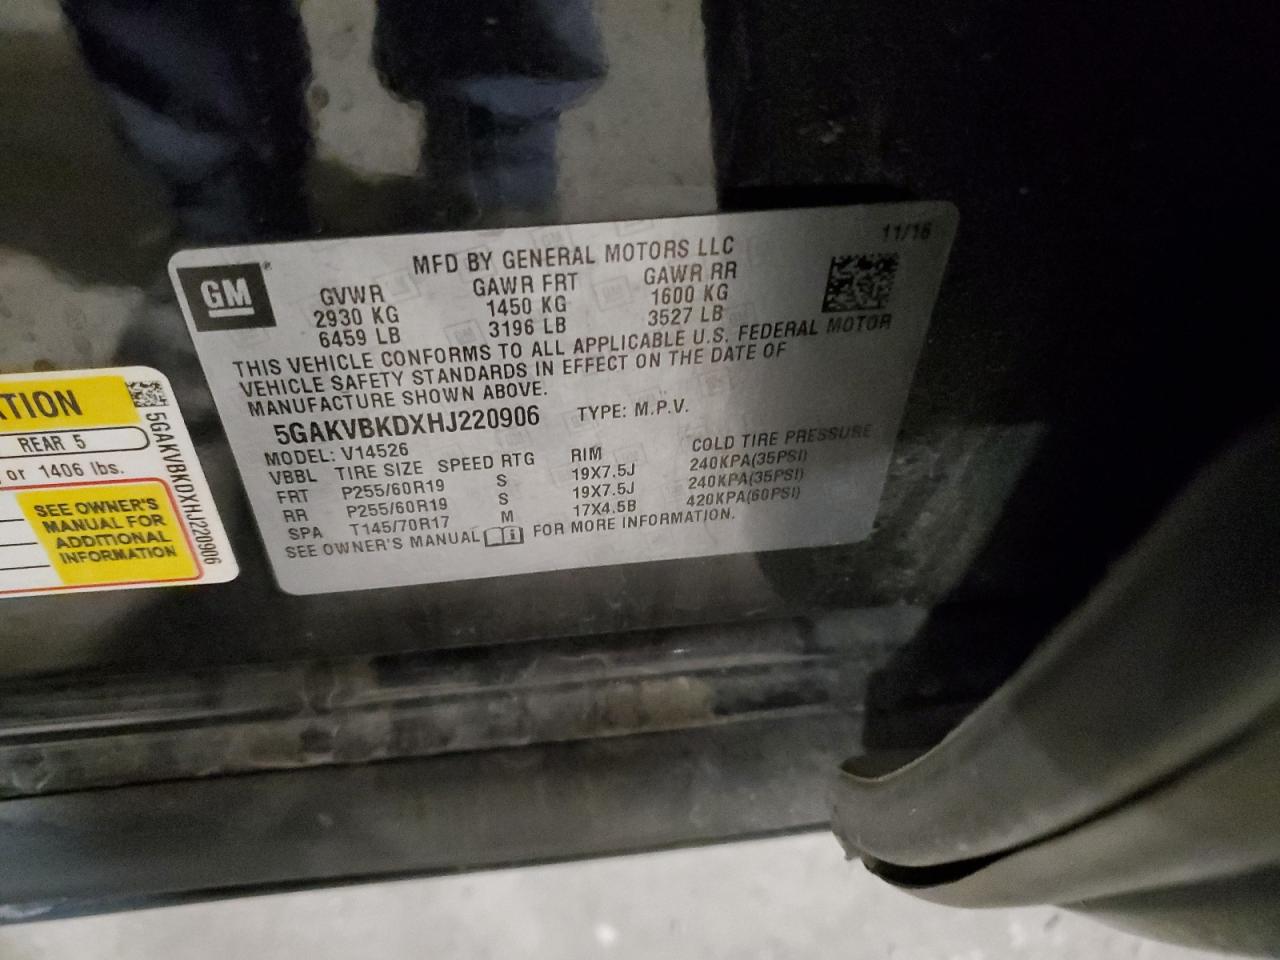 11/16
MFD BY GENERAL MOTORS LLC
GM
GVWR GAWR FRT GAWR RR
2930 KG 1450 KG 1600 KG
6459 LB 3196 LB 3527 LB
THIS VEHICLE CONFORMS TO ALL APPLICABLE U.S. FEDERAL MOTOR
VEHICLE SAFETY STANDARDS IN EFFECT ON THE DATE OF
MANUFACTURE SHOWN ABOVE.
5GAKVBKDXHJ220906 TYPE: M.P.V.
MODEL: V14526
VBBL TIRE SIZE SPEED RTG RIM COLD TIRE PRESSURE
FRT P255/60R19 S 19X7.5J 240KPA(35PSI)
RR P255/60R19 S 19X7.5J 240KPA(35PSI)
SPA T145/70R17 M 17X4.5B 420KPA(60PSI)
SEE OWNER'S MANUAL FOR MORE INFORMATION.
ATION
REAR 5
or 1406 lbs.
SEE OWNER'S
MANUAL FOR
ADDITIONAL
INFORMATION
5GAKVBKDXHJ220906